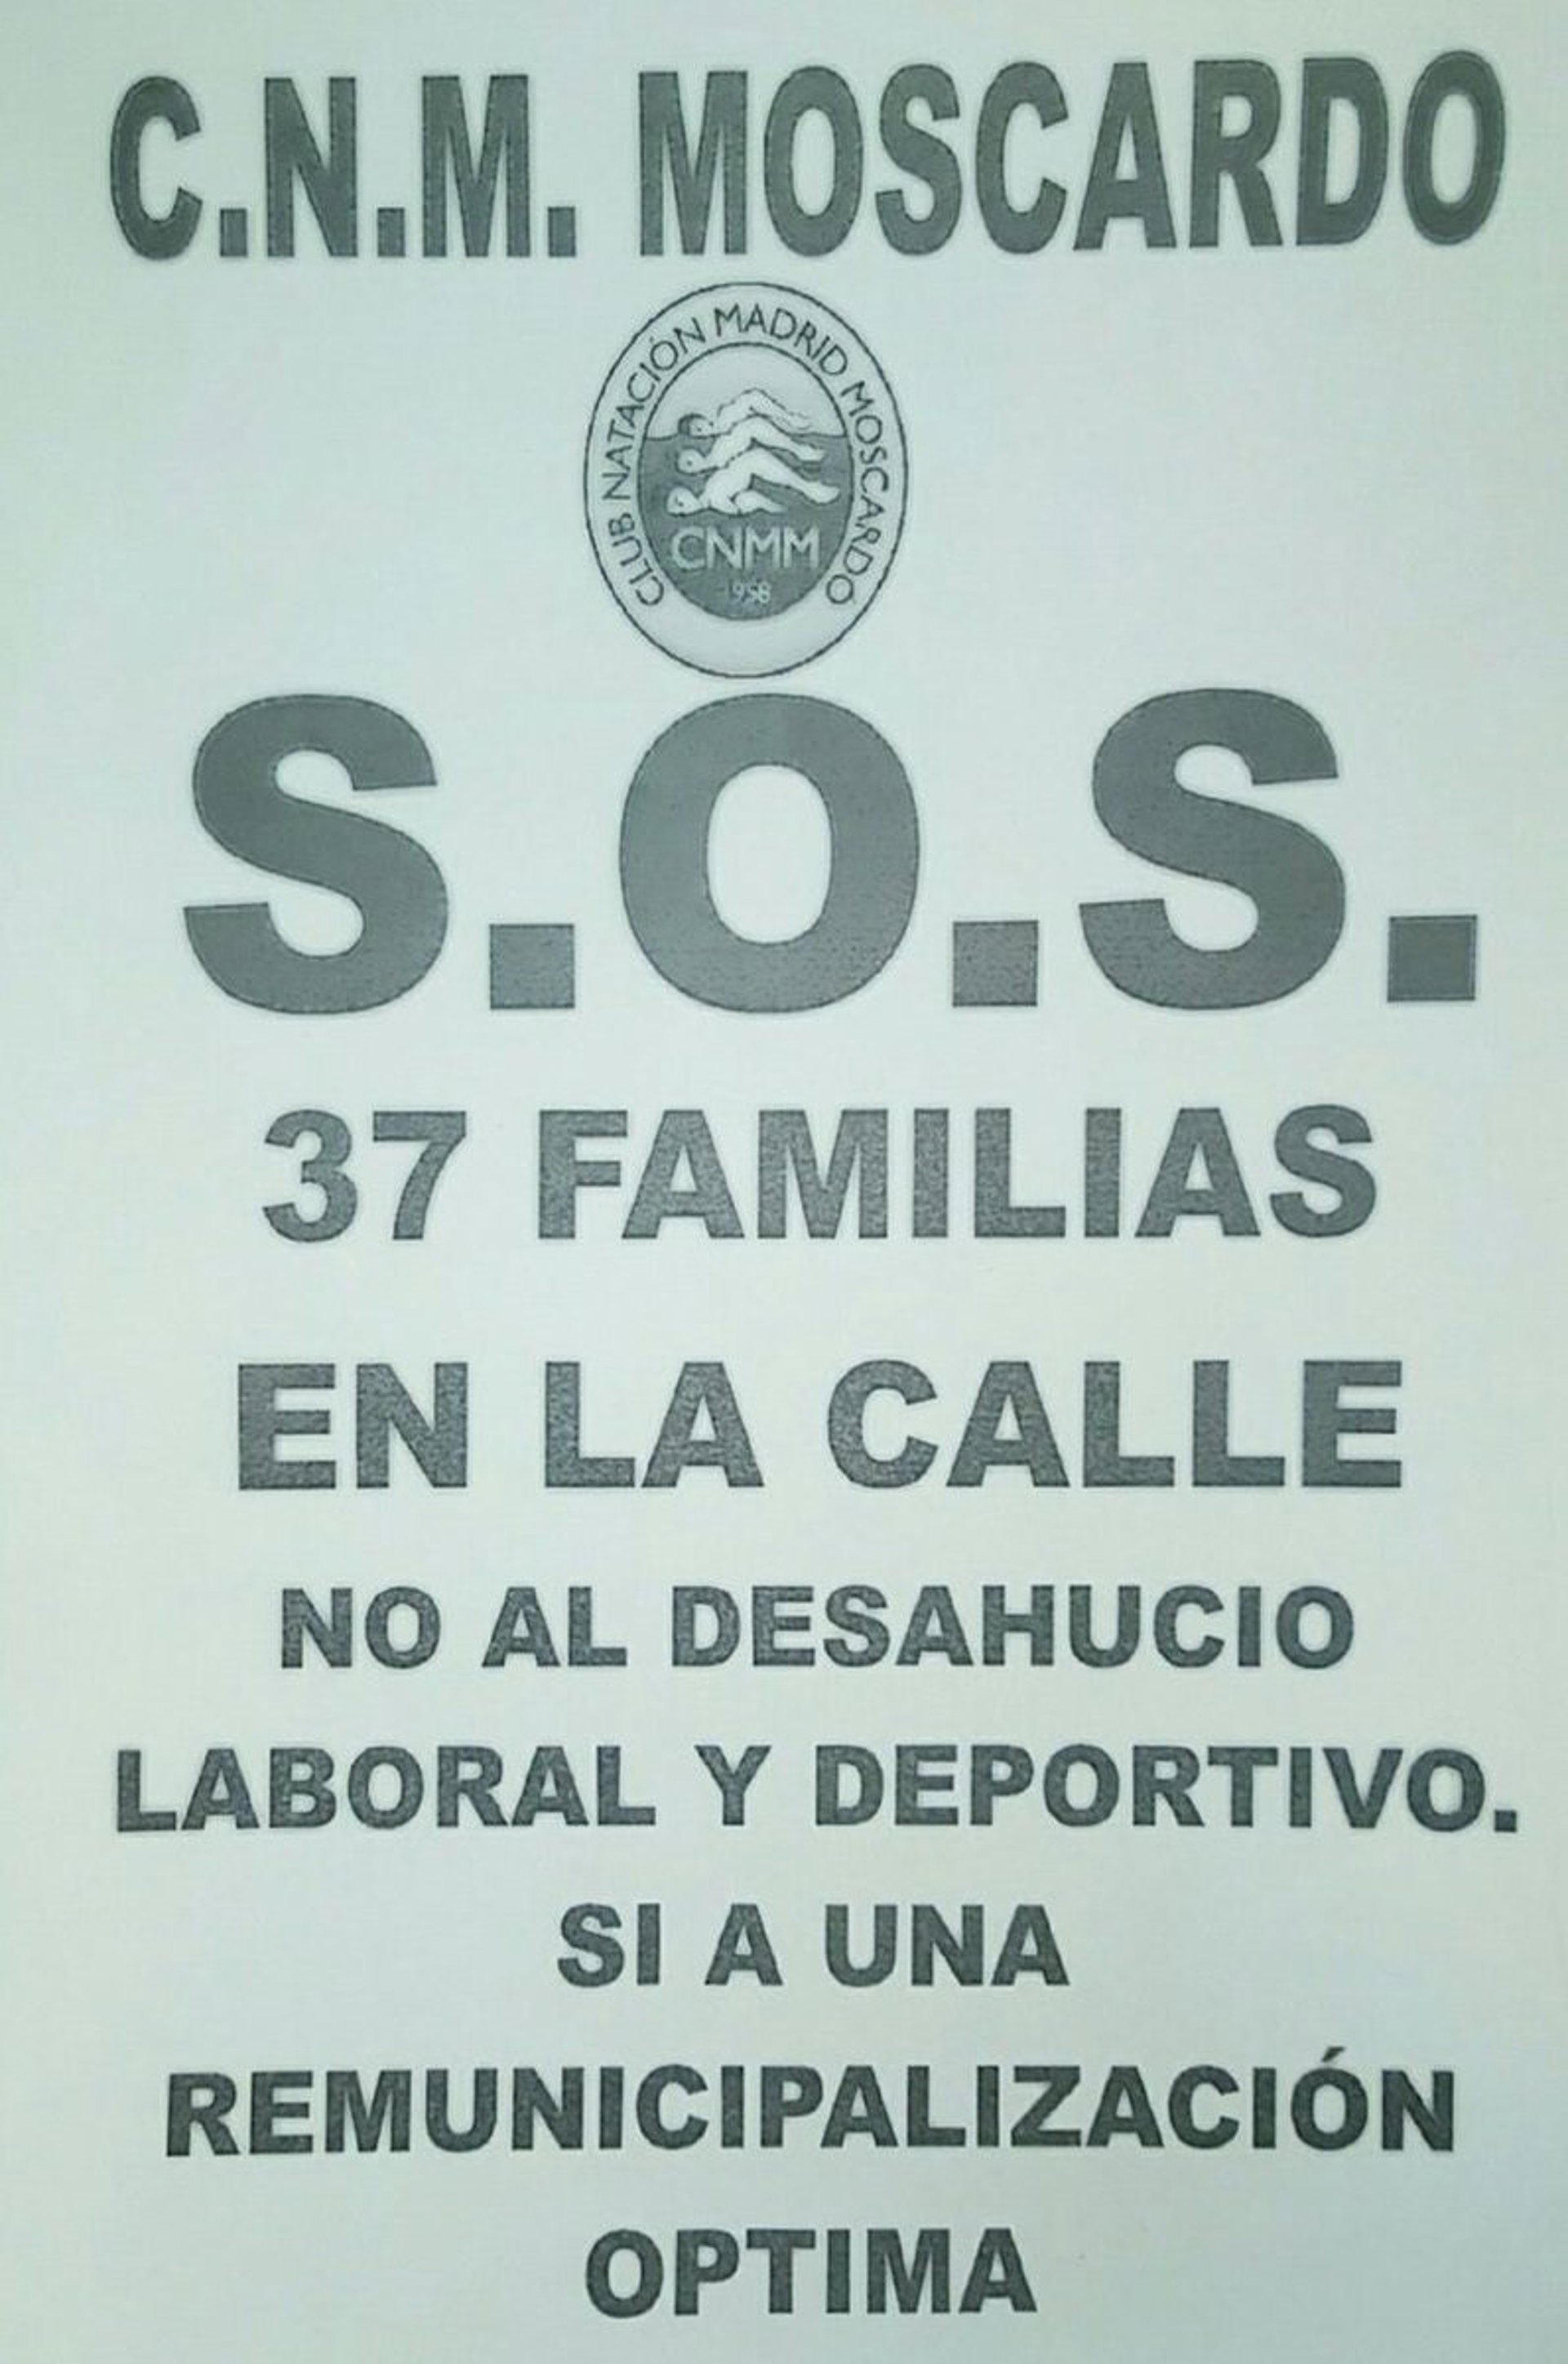 C.N.M. MOSCARDO
CLUB NATACIÓN MADRID MOSCARDO
CNMM
1958
S.O.S.
37 FAMILIAS
EN LA CALLE
NO AL DESAHUCIO
LABORAL Y DEPORTIVO.
SI A UNA
REMUNICIPALIZACIÓN
OPTIMA